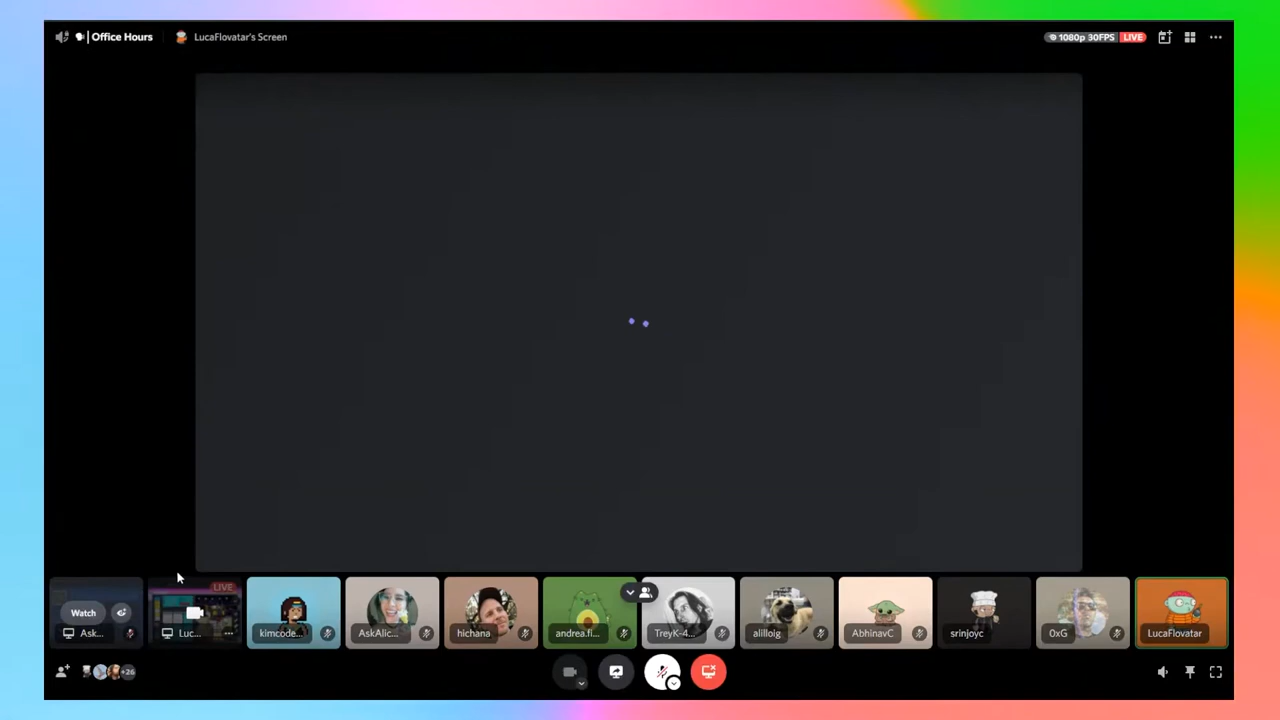 Office Hours
LucaFlovatar's Screen
1080p 30FPS LIVE
LIVE
Watch
Ask...
Luc...
kimcode...
AskAlic...
hichana
andrea.fi...
TreyK-4...
alilloig
AbhinavC
srinjoyc
0xG
LucaFlovatar
+26